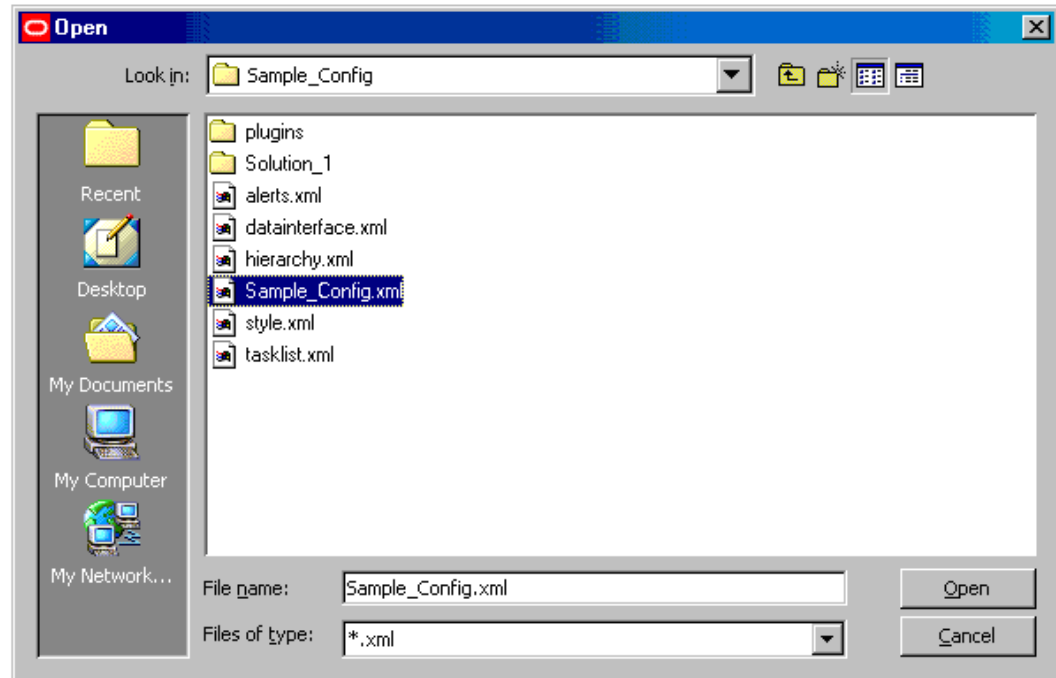 Open
Look in: Sample_Config
plugins
Solution_1
alerts.xml
datainterface.xml
hierarchy.xml
Sample_Config.xml
style.xml
tasklist.xml
Recent
Desktop
My Documents
My Computer
My Network...
File name: Sample_Config.xml Open
Files of type: *.xml Cancel